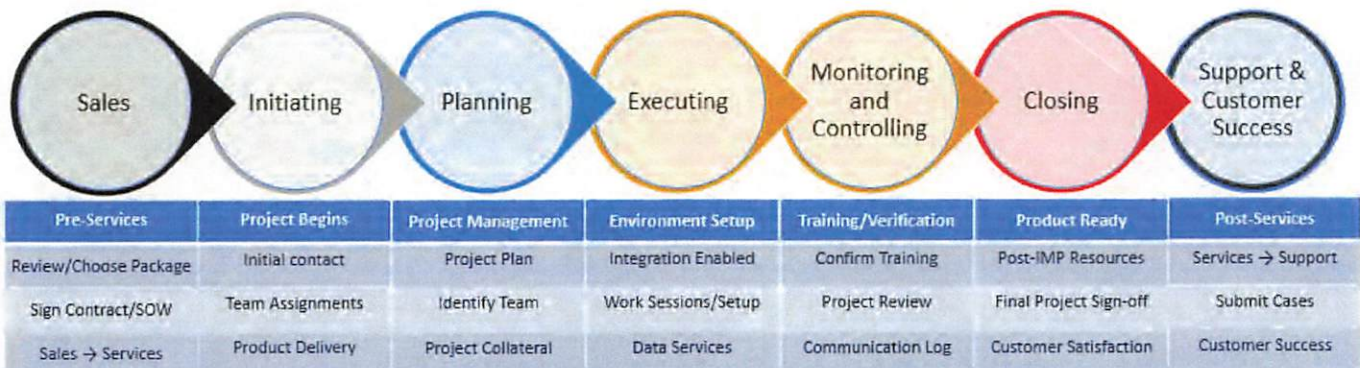 Sales
Initiating
Planning
Executing
Monitoring
and
Controlling
Closing
Support &
Customer
Success
Pre-Services
Project Begins
Project Management
Environment Setup
Training/Verification
Product Ready
Post-Services
Review/Choose Package
Initial contact
Project Plan
Integration Enabled
Confirm Training
Post-IMP Resources
Services → Support
Sign Contract/SOW
Team Assignments
Identify Team
Work Sessions/Setup
Project Review
Final Project Sign-off
Submit Cases
Sales → Services
Product Delivery
Project Collateral
Data Services
Communication Log
Customer Satisfaction
Customer Success